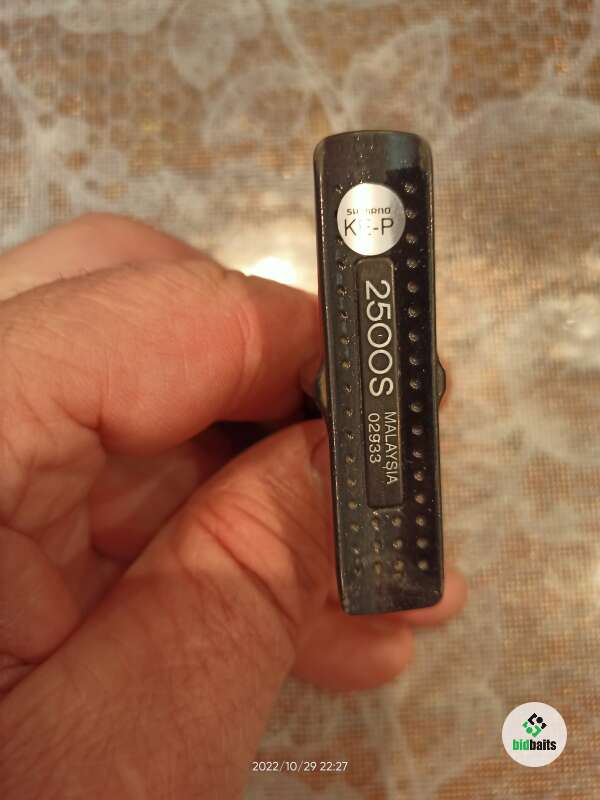 SHIMANO
KE-P
2500S
MALAYSIA
02933
2022/10/29 22:27
bidbaits